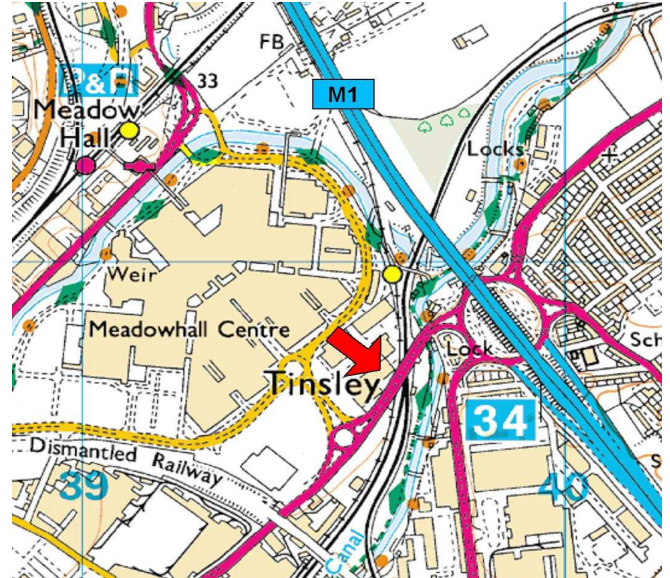 FB
P & R
33
M1
Meadow
Hall
Locks
Weir
Meadowhall Centre
Lock
Sch
Tinsley
34
Dismantled Railway
S
39
40
Canal